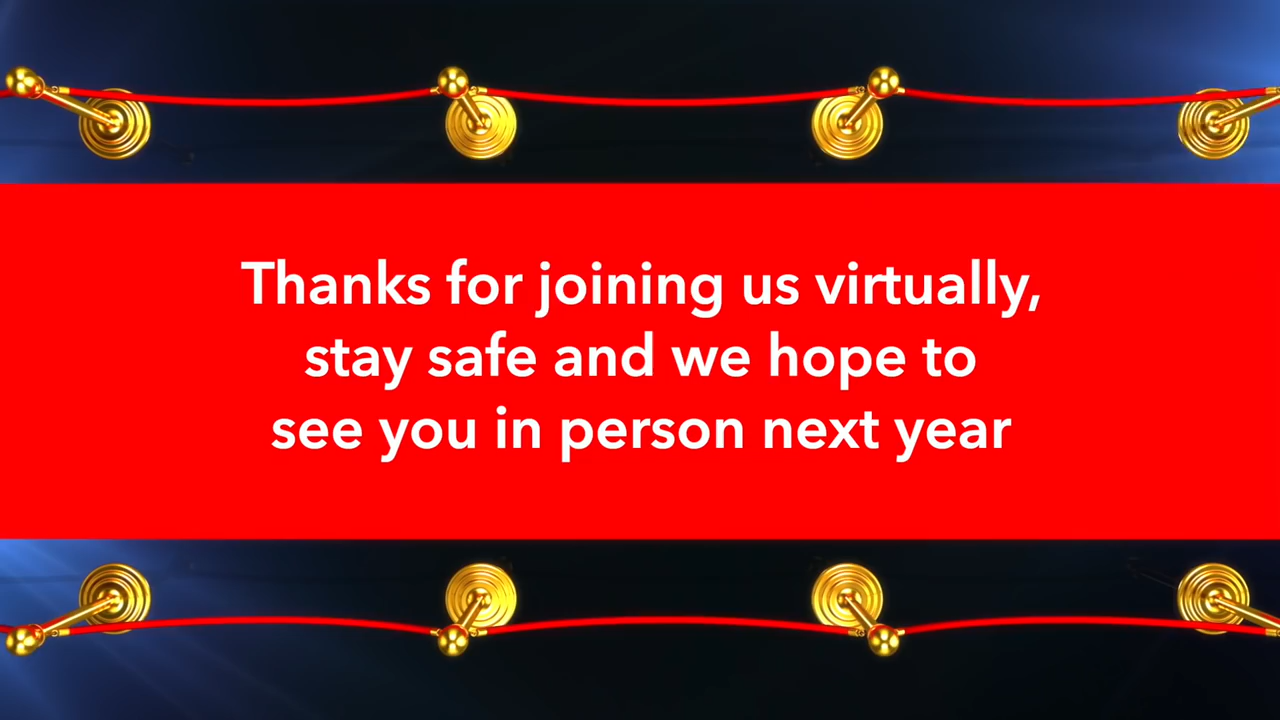 Thanks for joining us virtually,
stay safe and we hope to
see you in person next year